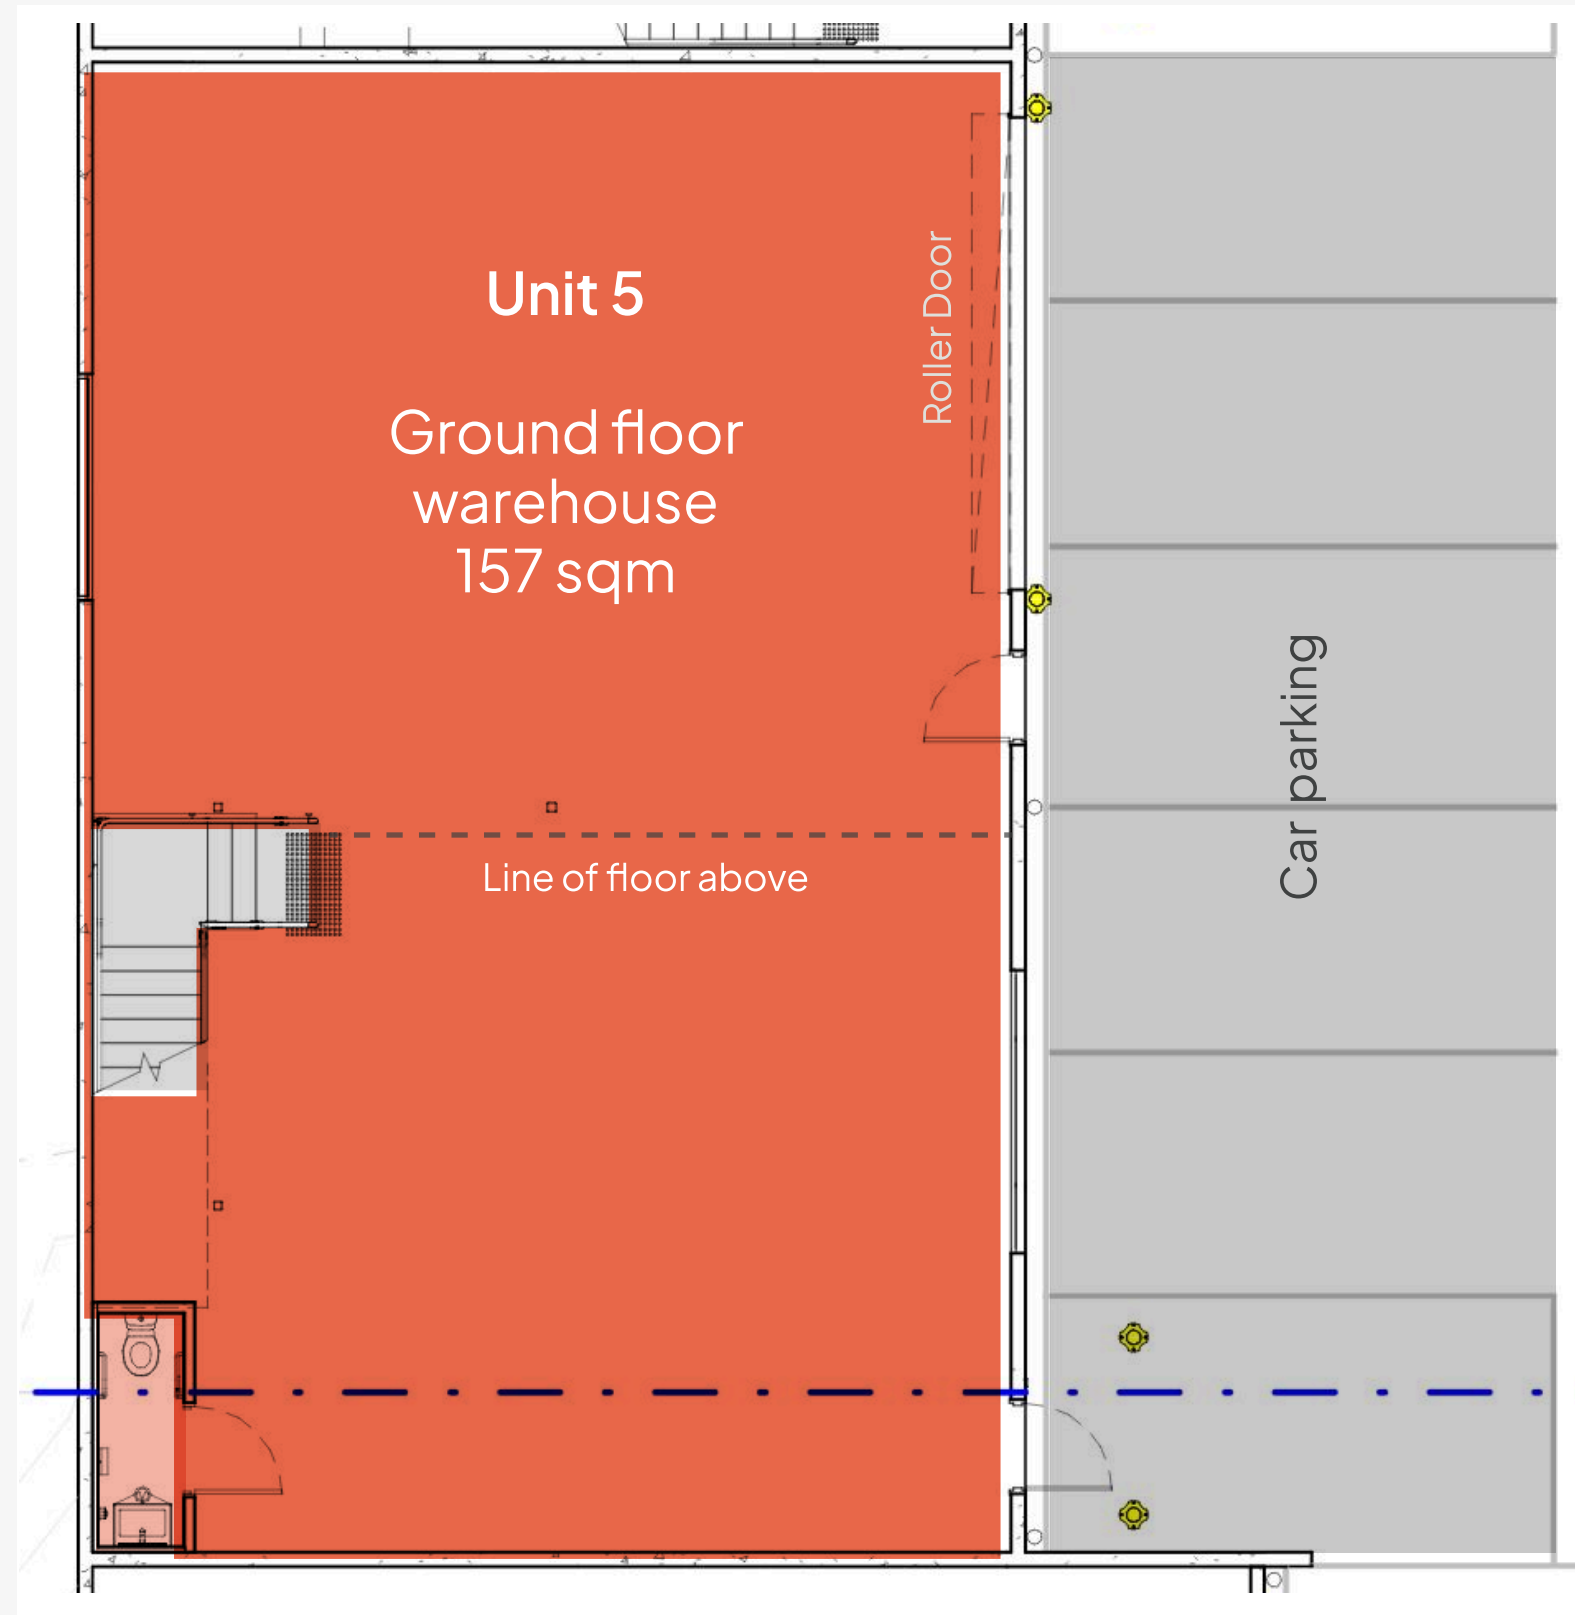 Unit 5
Ground floor
warehouse
157 sqm
Roller Door
Line of floor above
Car parking